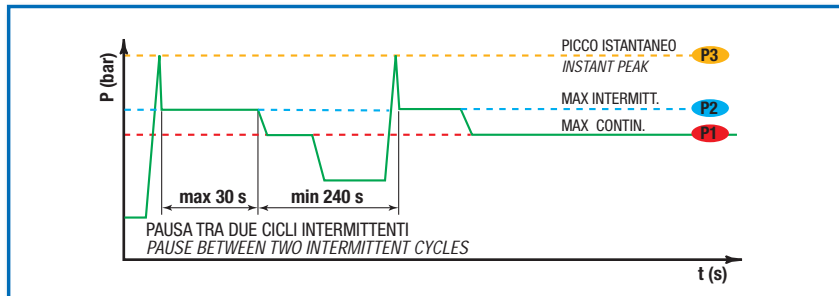 P (bar)
PICCO ISTANTANEO
INSTANT PEAK
P3
MAX INTERMITT.
P2
MAX CONTIN.
P1
max 30 s
min 240 s
PAUSA TRA DUE CICLI INTERMITTENTI
PAUSE BETWEEN TWO INTERMITTENT CYCLES
t (s)